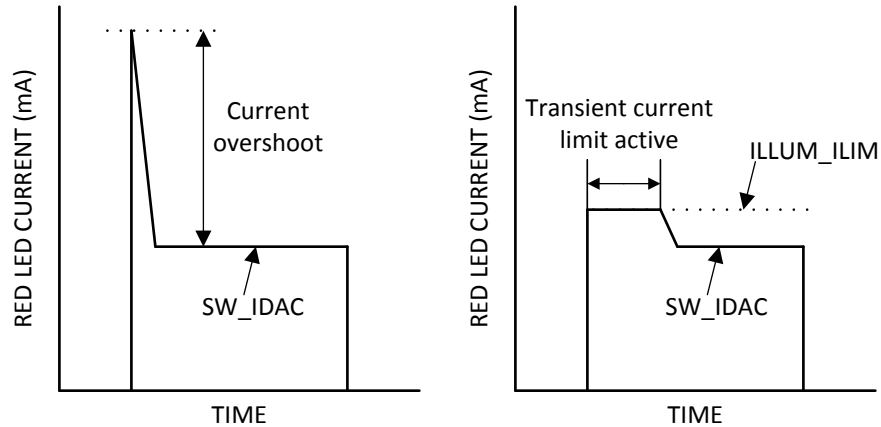 RED LED CURRENT (mA)
Current
overshoot
SW_IDAC
TIME
RED LED CURRENT (mA)
Transient current
limit active
ILLUM_ILIM
SW_IDAC
TIME